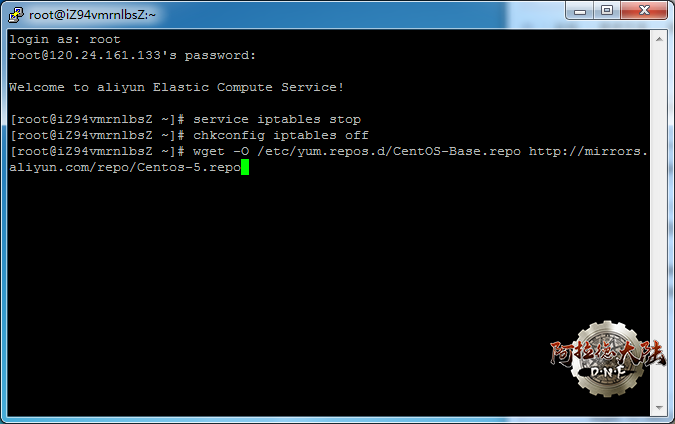 root@iZ94vmrnlbsZ:~
login as: root
root@120.24.161.133's password:
Welcome to aliyun Elastic Compute Service!
[root@iZ94vmrnlbsZ ~]# service iptables stop
[root@iZ94vmrnlbsZ ~]# chkconfig iptables off
[root@iZ94vmrnlbsZ ~]# wget -O /etc/yum.repos.d/CentOS-Base.repo http://mirrors.
aliyun.com/repo/Centos-5.repo
阿拉德大陆
D·N·F